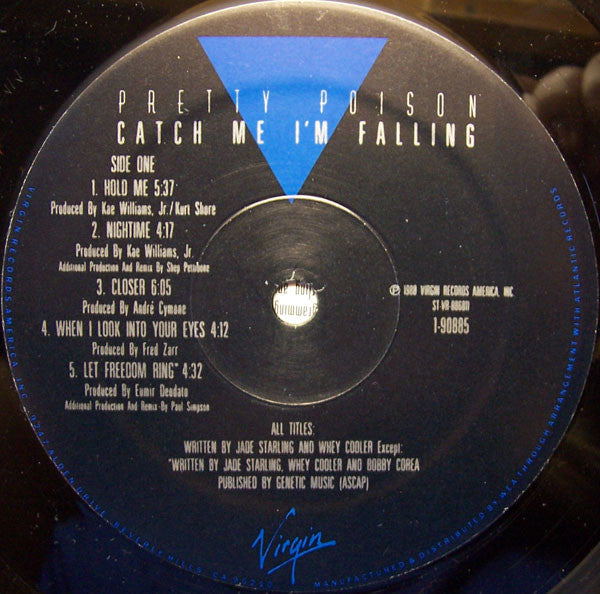 PRETTY POISON
CATCH ME I'M FALLING
SIDE ONE
1. HOLD ME 5:37
Produced By Kae Williams, Jr./Kurt Shore
2. NIGHTIME 4:17
Produced By Kae Williams, Jr.
Additional Production And Remix By Shep Pettibone
3. CLOSER 6:05
Produced By André Cymone
4. WHEN I LOOK INTO YOUR EYES 4:12
Produced By Fred Zarr
5. LET FREEDOM RING* 4:32
Produced By Eumir Deodato
Additional Production And Remix-By Paul Simpson
℗ 1988 VIRGIN RECORDS AMERICA, INC.
1-90885
ALL TITLES:
WRITTEN BY JADE STARLING AND WHEY COOLER Except:
*WRITTEN BY JADE STARLING, WHEY COOLER AND BOBBY COREA
PUBLISHED BY GENETIC MUSIC (ASCAP)
Virgin
VIRGIN RECORDS AMERICA, INC. ALDEN DRIVE, BEVERLY HILLS, CA 90210
MANUFACTURED & DISTRIBUTED BY WEA THROUGH ARRANGEMENT WITH ATLANTIC RECORDS